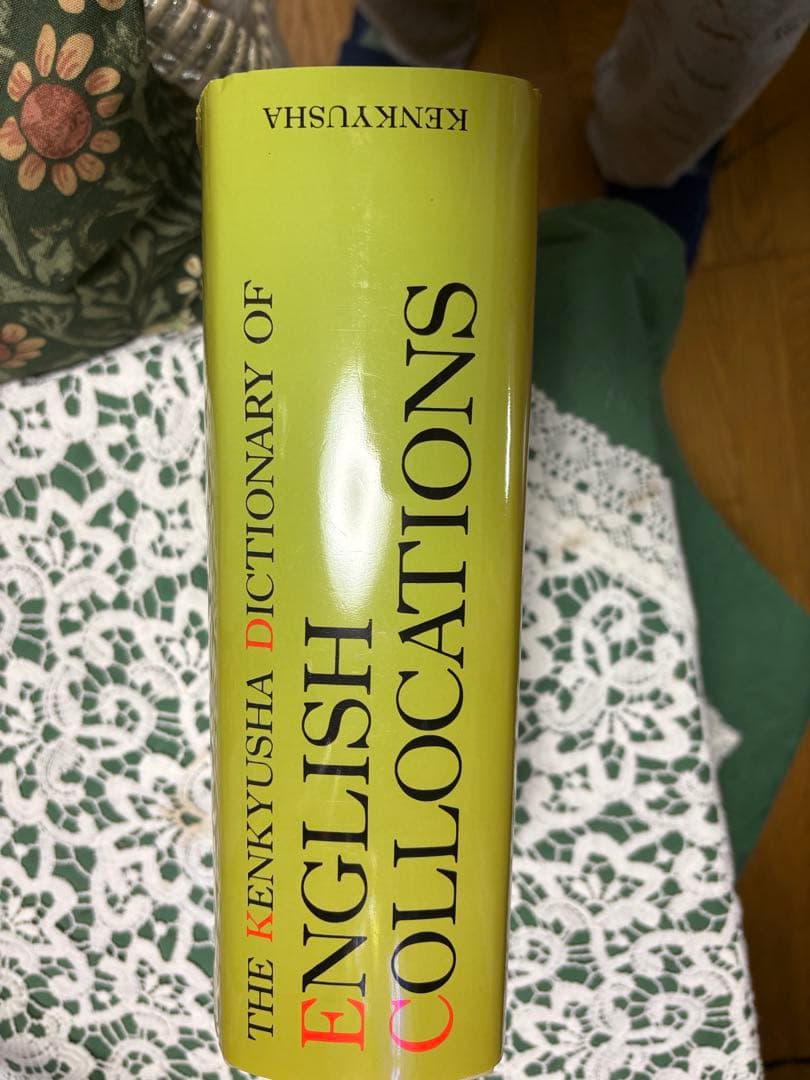 THE KENKYUSHA DICTIONARY OF
ENGLISH
COLLOCATIONS
KENKYUSHA